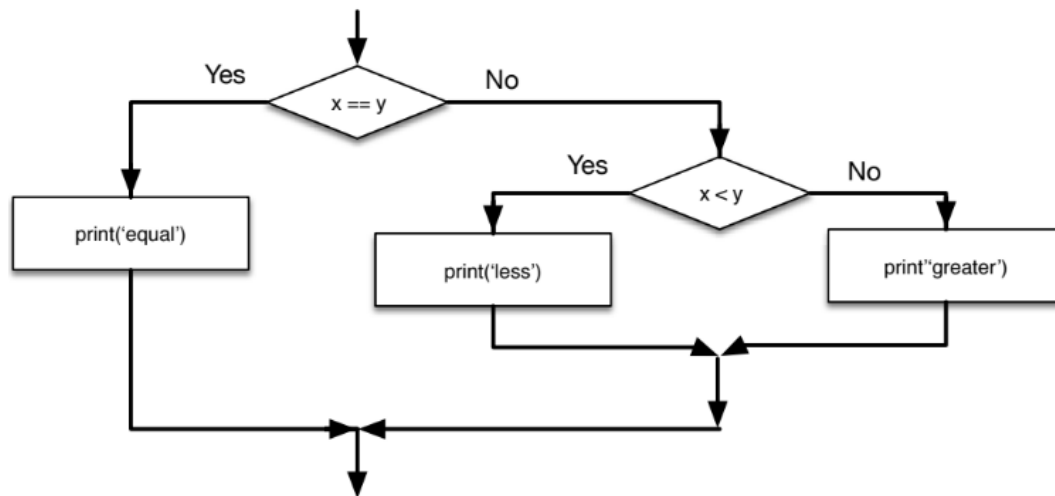 Yes
x == y
No
print(‘equal’)
Yes
x < y
No
print(‘less’)
print"‘greater’)